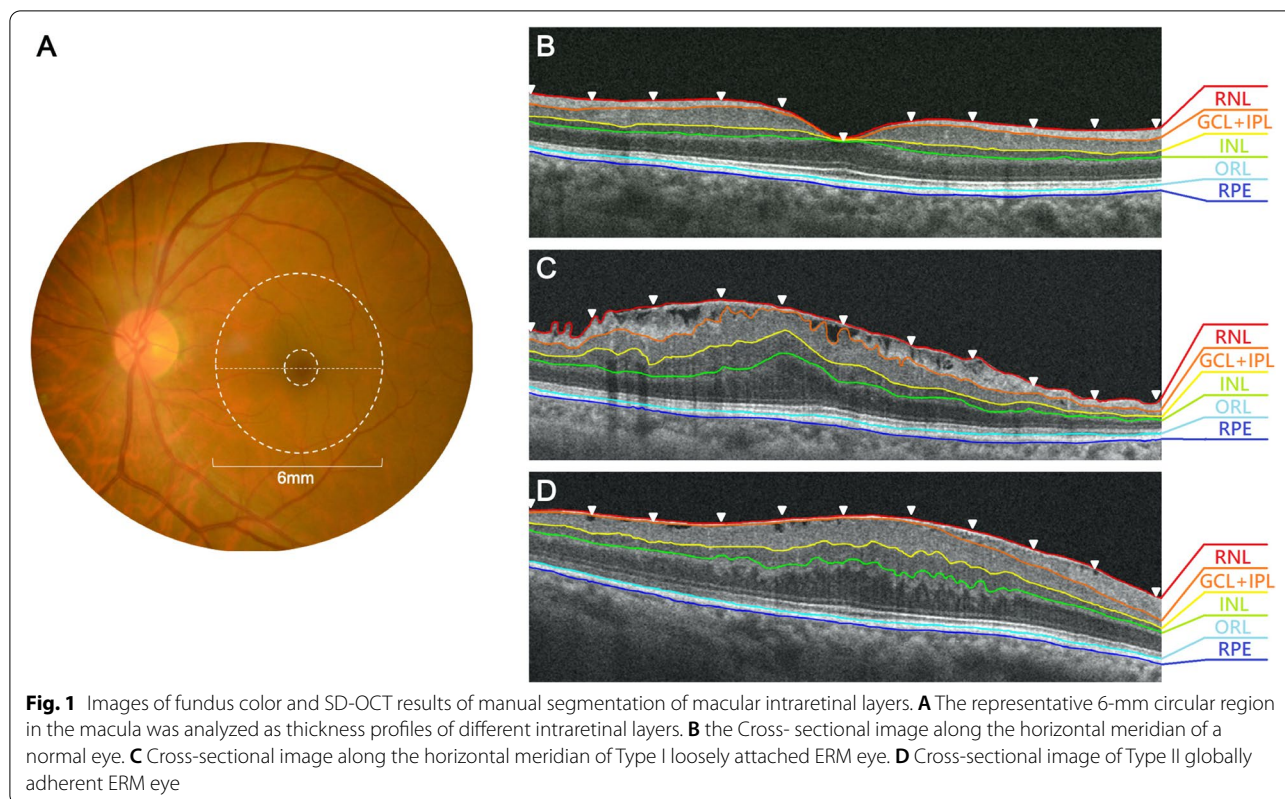 A
6mm
B
RNL
GCL+IPL
INL
ORL
RPE
C
RNL
GCL+IPL
INL
ORL
RPE
D
RNL
GCL+IPL
INL
ORL
RPE
Fig. 1 Images of fundus color and SD-OCT results of manual segmentation of macular intraretinal layers. A The representative 6-mm circular region
in the macula was analyzed as thickness profiles of different intraretinal layers. B the Cross- sectional image along the horizontal meridian of a
normal eye. C Cross-sectional image along the horizontal meridian of Type I loosely attached ERM eye. D Cross-sectional image of Type II globally
adherent ERM eye